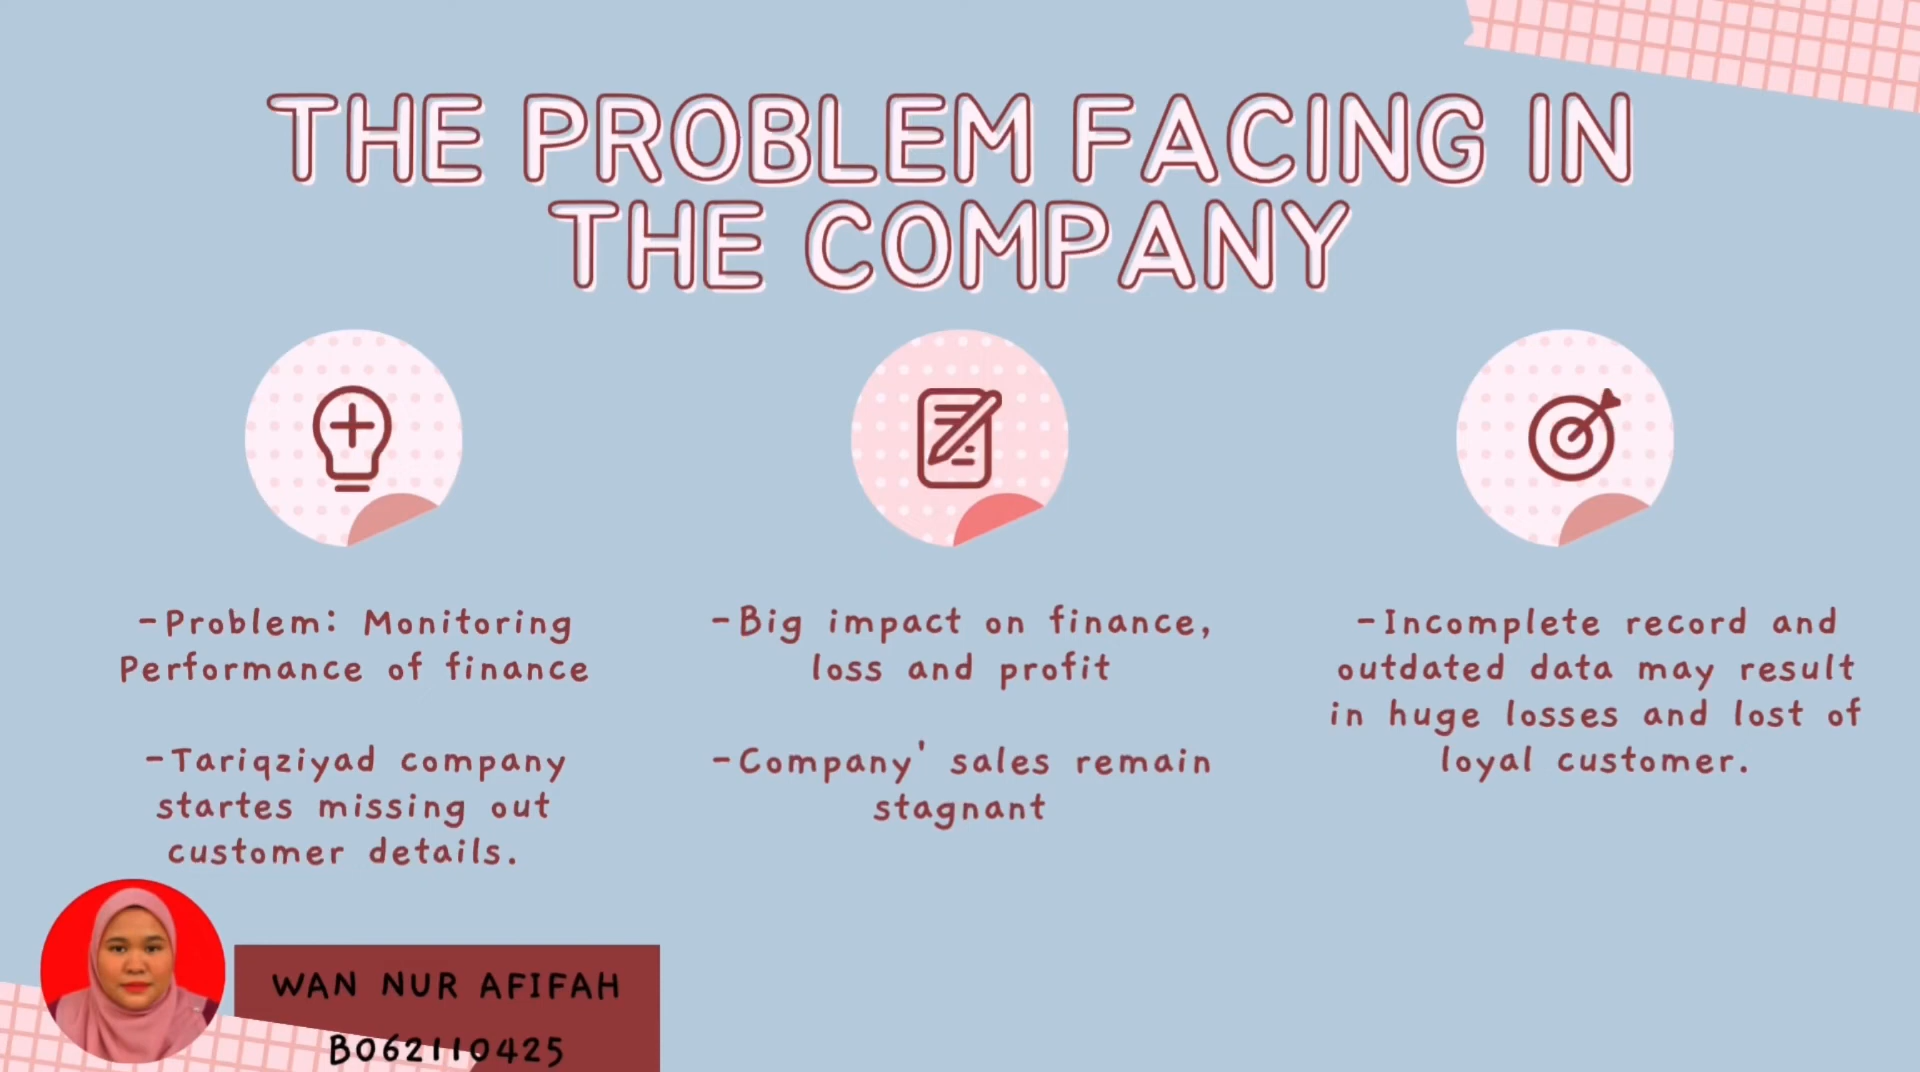 THE PROBLEM FACING IN
THE COMPANY
-Problem: Monitoring
Performance of finance
-Tariqziyad company
startes missing out
customer details.
-Big impact on finance,
loss and profit
-Company' sales remain
stagnant
-Incomplete record and
outdated data may result
in huge losses and lost of
loyal customer.
WAN NUR AFIFAH
B062110425